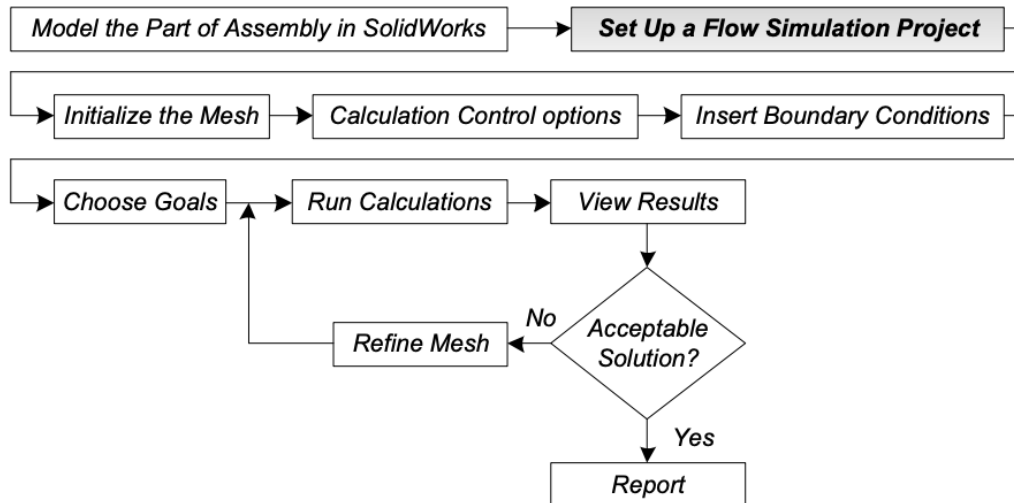 Model the Part of Assembly in SolidWorks
Set Up a Flow Simulation Project
Initialize the Mesh
Calculation Control options
Insert Boundary Conditions
Choose Goals
Run Calculations
View Results
No
Acceptable
Solution?
Refine Mesh
Yes
Report